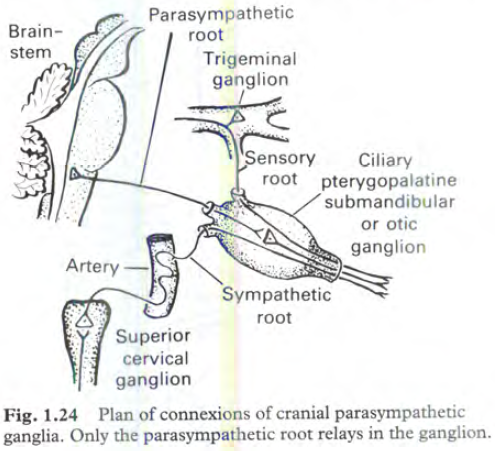 Parasympathetic
root
Brain-
stem
Trigeminal
ganglion
Sensory
root
Ciliary
pterygopalatine
submandibular
or otic
ganglion
Artery
Sympathetic
root
Superior
cervical
ganglion
Fig. 1.24 Plan of connexions of cranial parasympathetic
ganglia. Only the parasympathetic root relays in the ganglion.